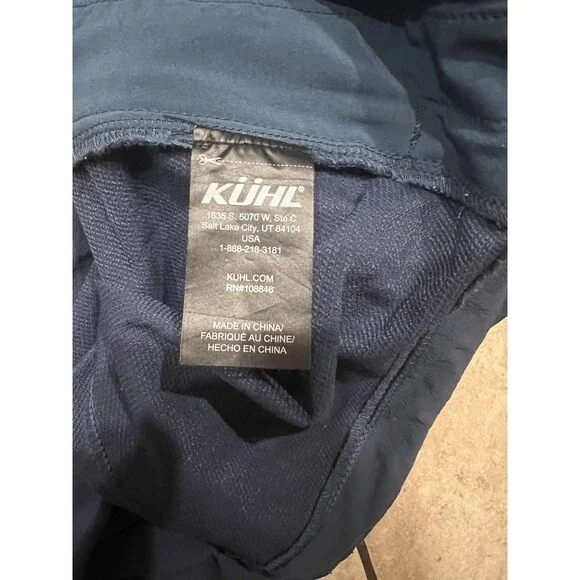 KÜHL®
1635 S. 5070 W, Ste C
Salt Lake City, UT 84104
USA
1-888-218-3181
KUHL.COM
RN#108846
MADE IN CHINA/
FABRIQUÉ AU CHINE/
HECHO EN CHINA